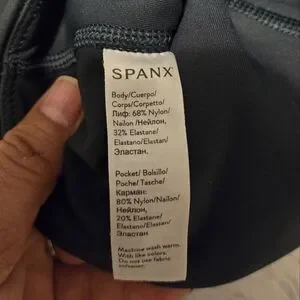 SPANX
Body/Cuerpo/
Corps/Corpetto/
Лиф: 68% Nylon/
Nailon /Нейлон,
32% Elastane/
Elastano/Elastan/
Эластан.
Pocket/ Bolsillo/
Poche/ Tasche/
Карман:
80% Nylon/Nailon/
Нейлон,
20% Elastane/
Elastano/Elastan/
Эластан.
Machine wash warm.
With like colors.
Do not use fabric
softener.